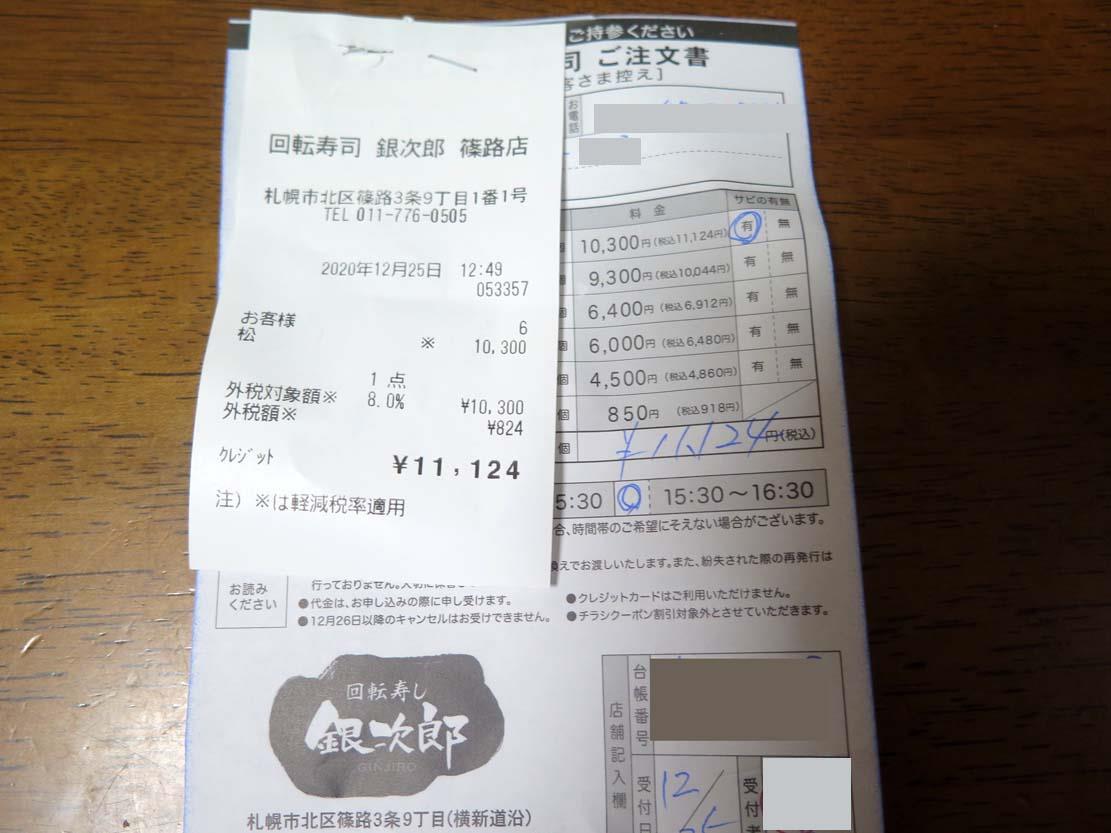 回転寿司 銀次郎 篠路店
札幌市北区篠路3条9丁目1番1号
TEL 011-776-0505
2020年12月25日 12:49
053357
お客様 6
松 ※ 10,300
1 点
外税対象額※ 8.0% ¥10,300
外税額※ ¥824
クレジット ¥11,124
注) ※は軽減税率適用
ご持参ください
司 ご注文書
客さま控え]
お電話
料金 サビの有無
10,300円(税込11,124円) 有 無
個 9,300円(税込10,044円) 有 無
個 6,400円(税込6,912円) 有 無
個 6,000円(税込6,480円) 有 無
個 4,500円(税込4,860円) 有 無
個 850円 (税込918円)
個 ¥11,124円(税込)
5:30 15:30〜16:30
合、時間帯のご希望にそえない場合がございます。
換えでお渡しいたします。また、紛失された際の再発行は
お読みください
行っておりません。
●代金は、お申し込みの際に申し受けます。
●クレジットカードはご利用いただけません。
●12月26日以降のキャンセルはお受けできません。
●チラシクーポン割引対象外とさせていただきます。
回転寿し
銀次郎
GINJIRO
札幌市北区篠路3条9丁目(横新道沿)
店舗記入欄
台帳番号
受付日
12/25
受付者